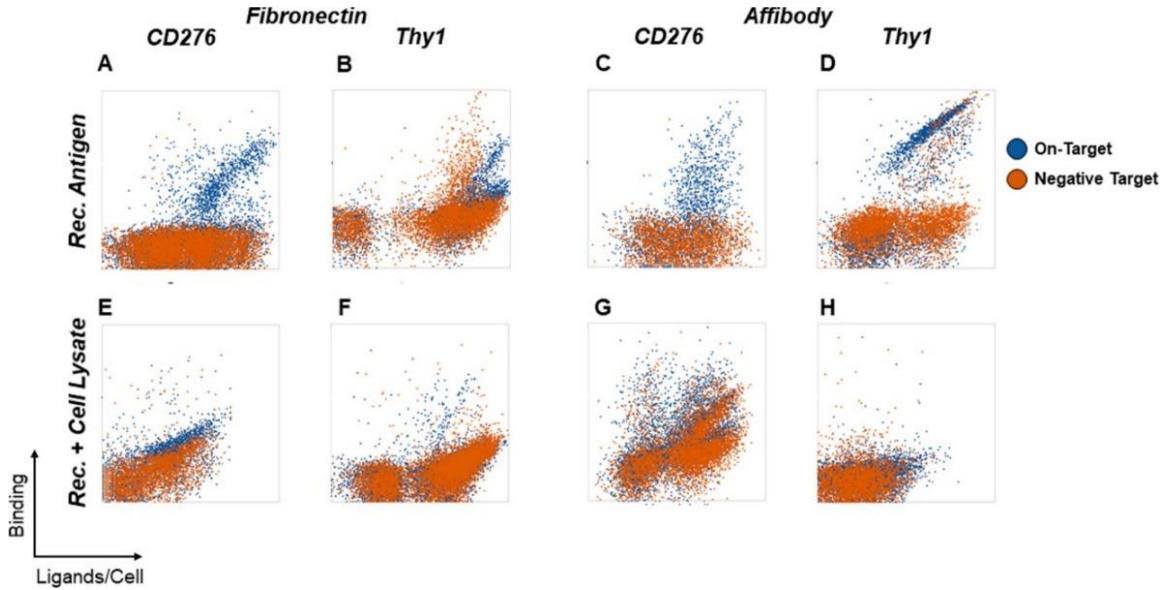 Fibronectin
Affibody
CD276
Thy1
CD276
Thy1
A
B
C
D
Rec. Antigen
On-Target
Negative Target
E
F
G
H
Rec. + Cell Lysate
Binding
Ligands/Cell